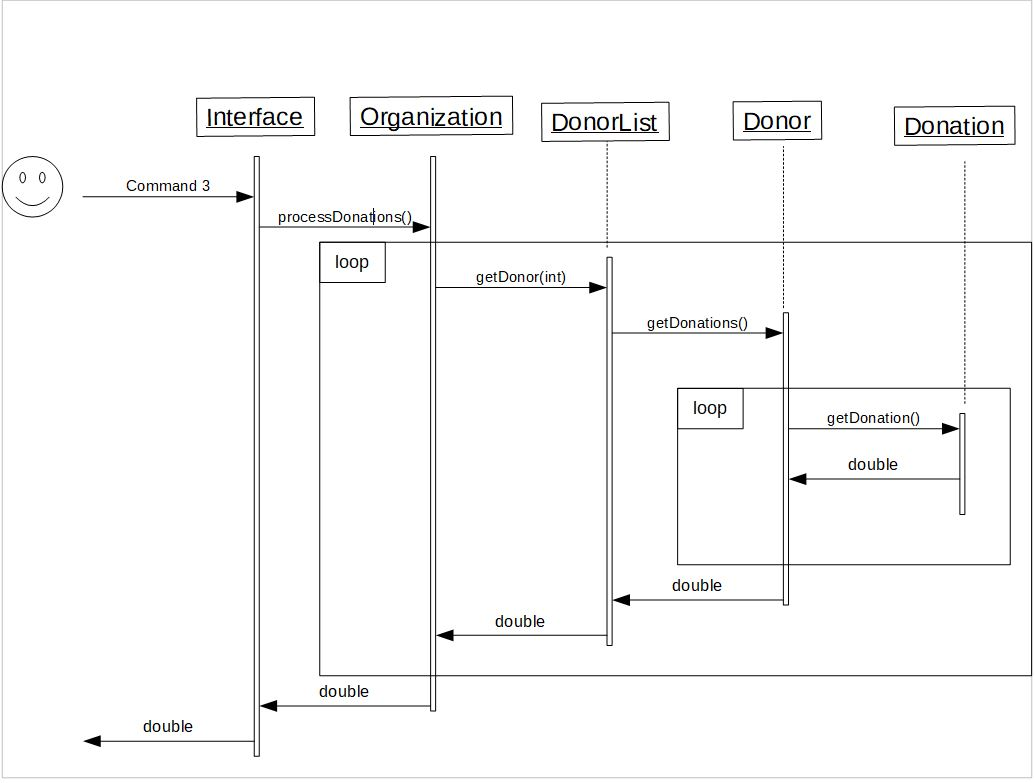 Interface
Organization
DonorList
Donor
Donation
Command 3
processDonations()
loop
getDonor(int)
getDonations()
loop
getDonation()
double
double
double
double
double